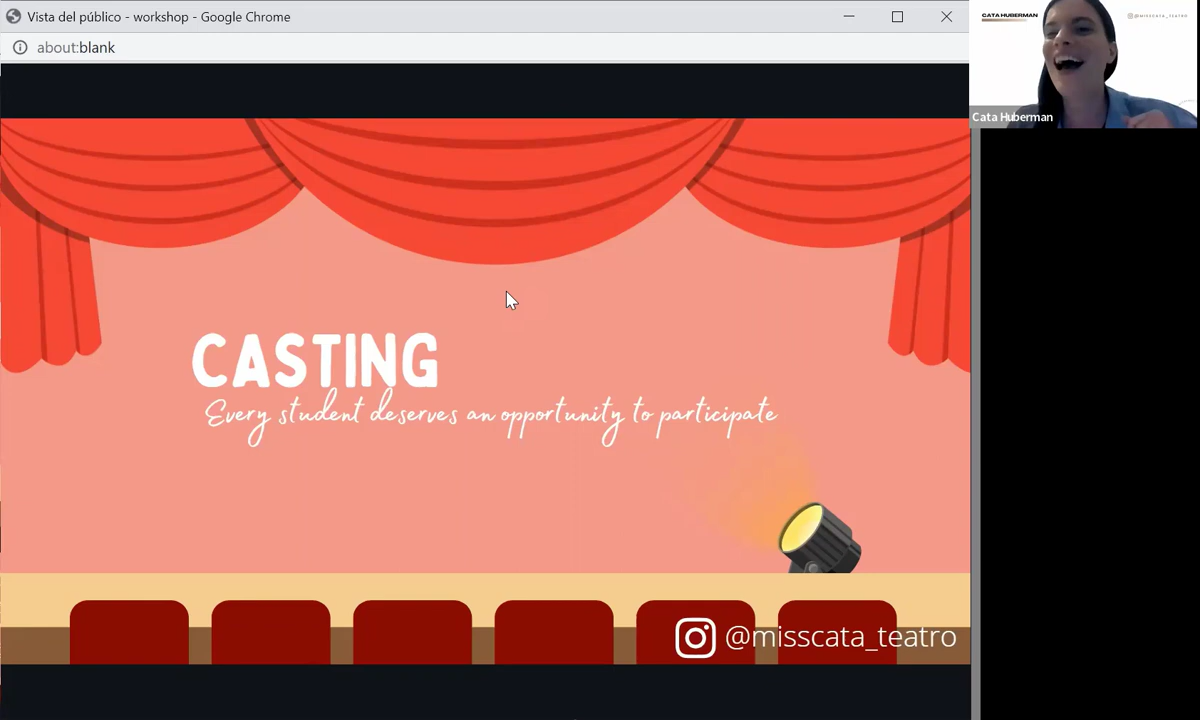 Vista del público - workshop - Google Chrome
about:blank
CASTING
Every student deserves an opportunity to participate
@misscata_teatro
CATA HUBERMAN
@misscata_teatro
Cata Huberman